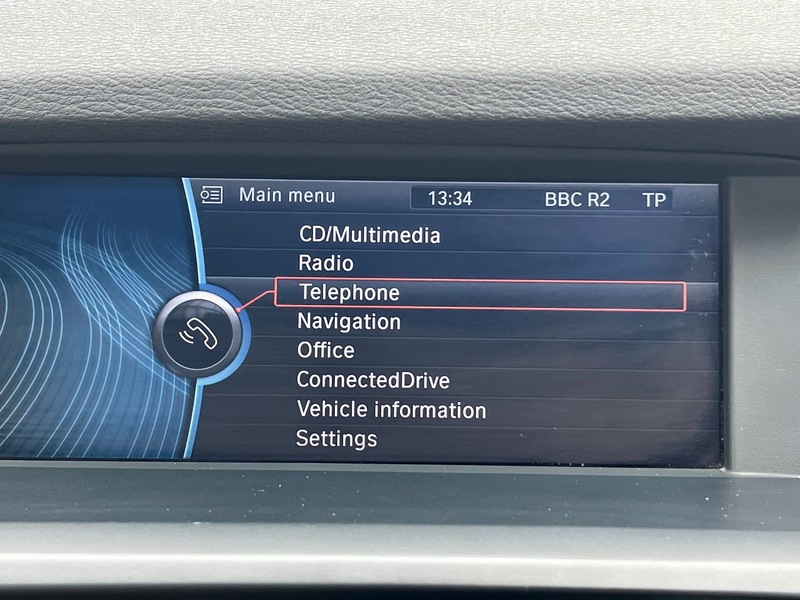 Main menu 13:34 BBC R2 TP
CD/Multimedia
Radio
Telephone
Navigation
Office
ConnectedDrive
Vehicle information
Settings